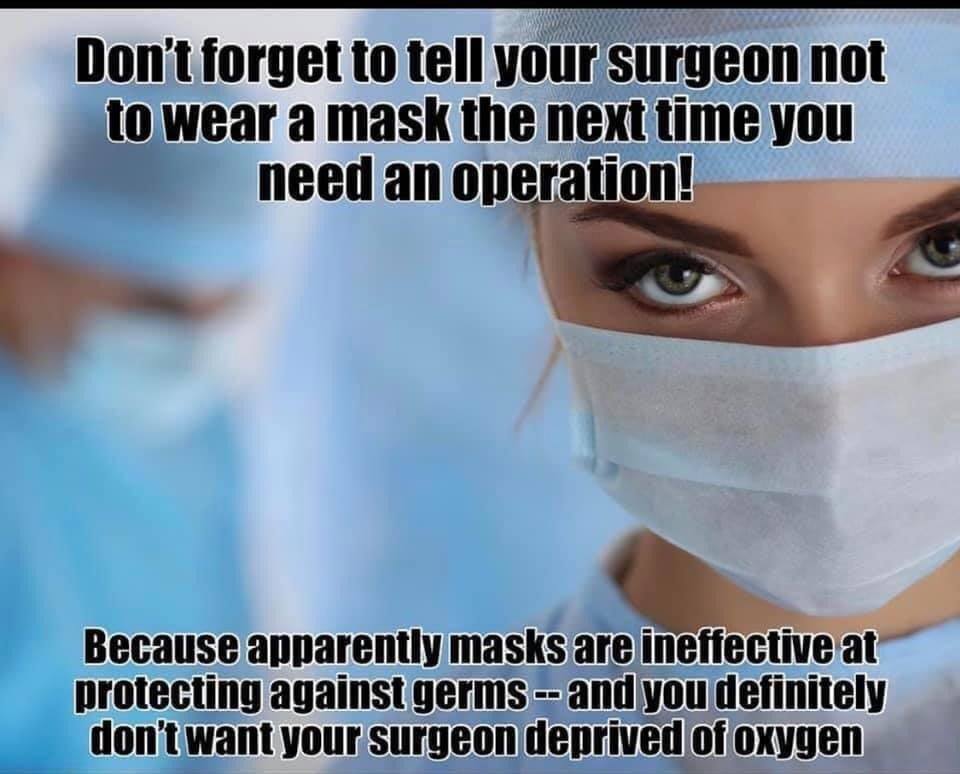 Don't forget to tell your surgeon not
to wear a mask the next time you
need an operation!
Because apparently masks are ineffective at
protecting against germs -- and you definitely
don't want your surgeon deprived of oxygen